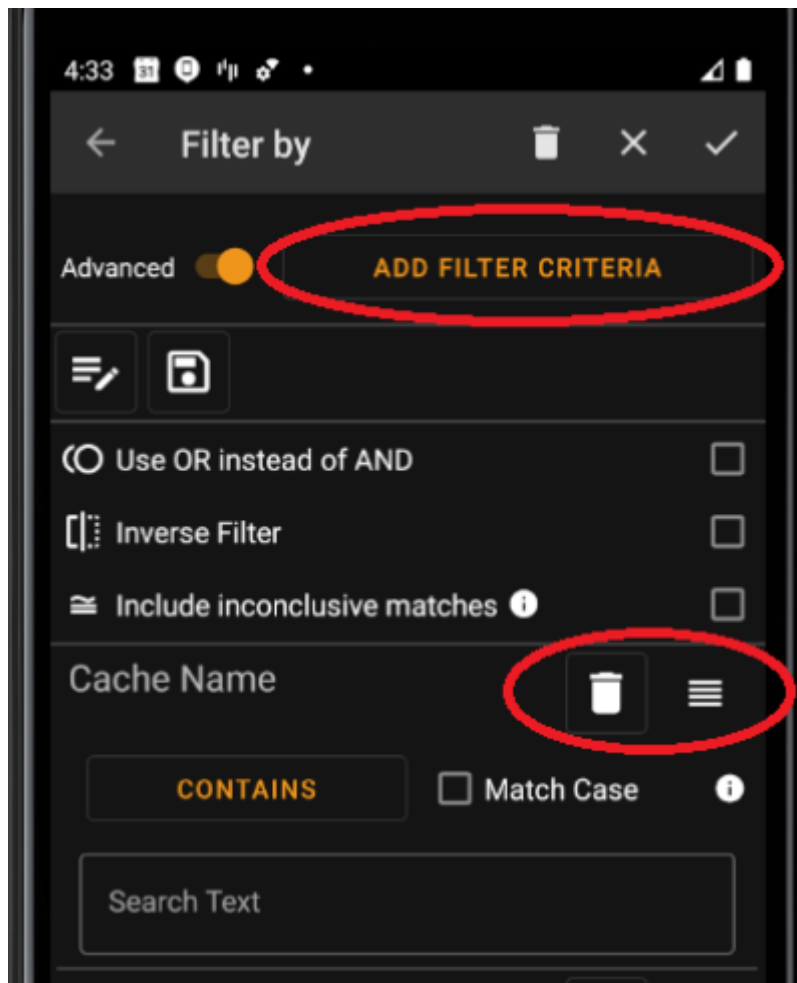 4:33 31
Filter by
Advanced ADD FILTER CRITERIA
Use OR instead of AND
Inverse Filter
Include inconclusive matches i
Cache Name
CONTAINS Match Case i
Search Text